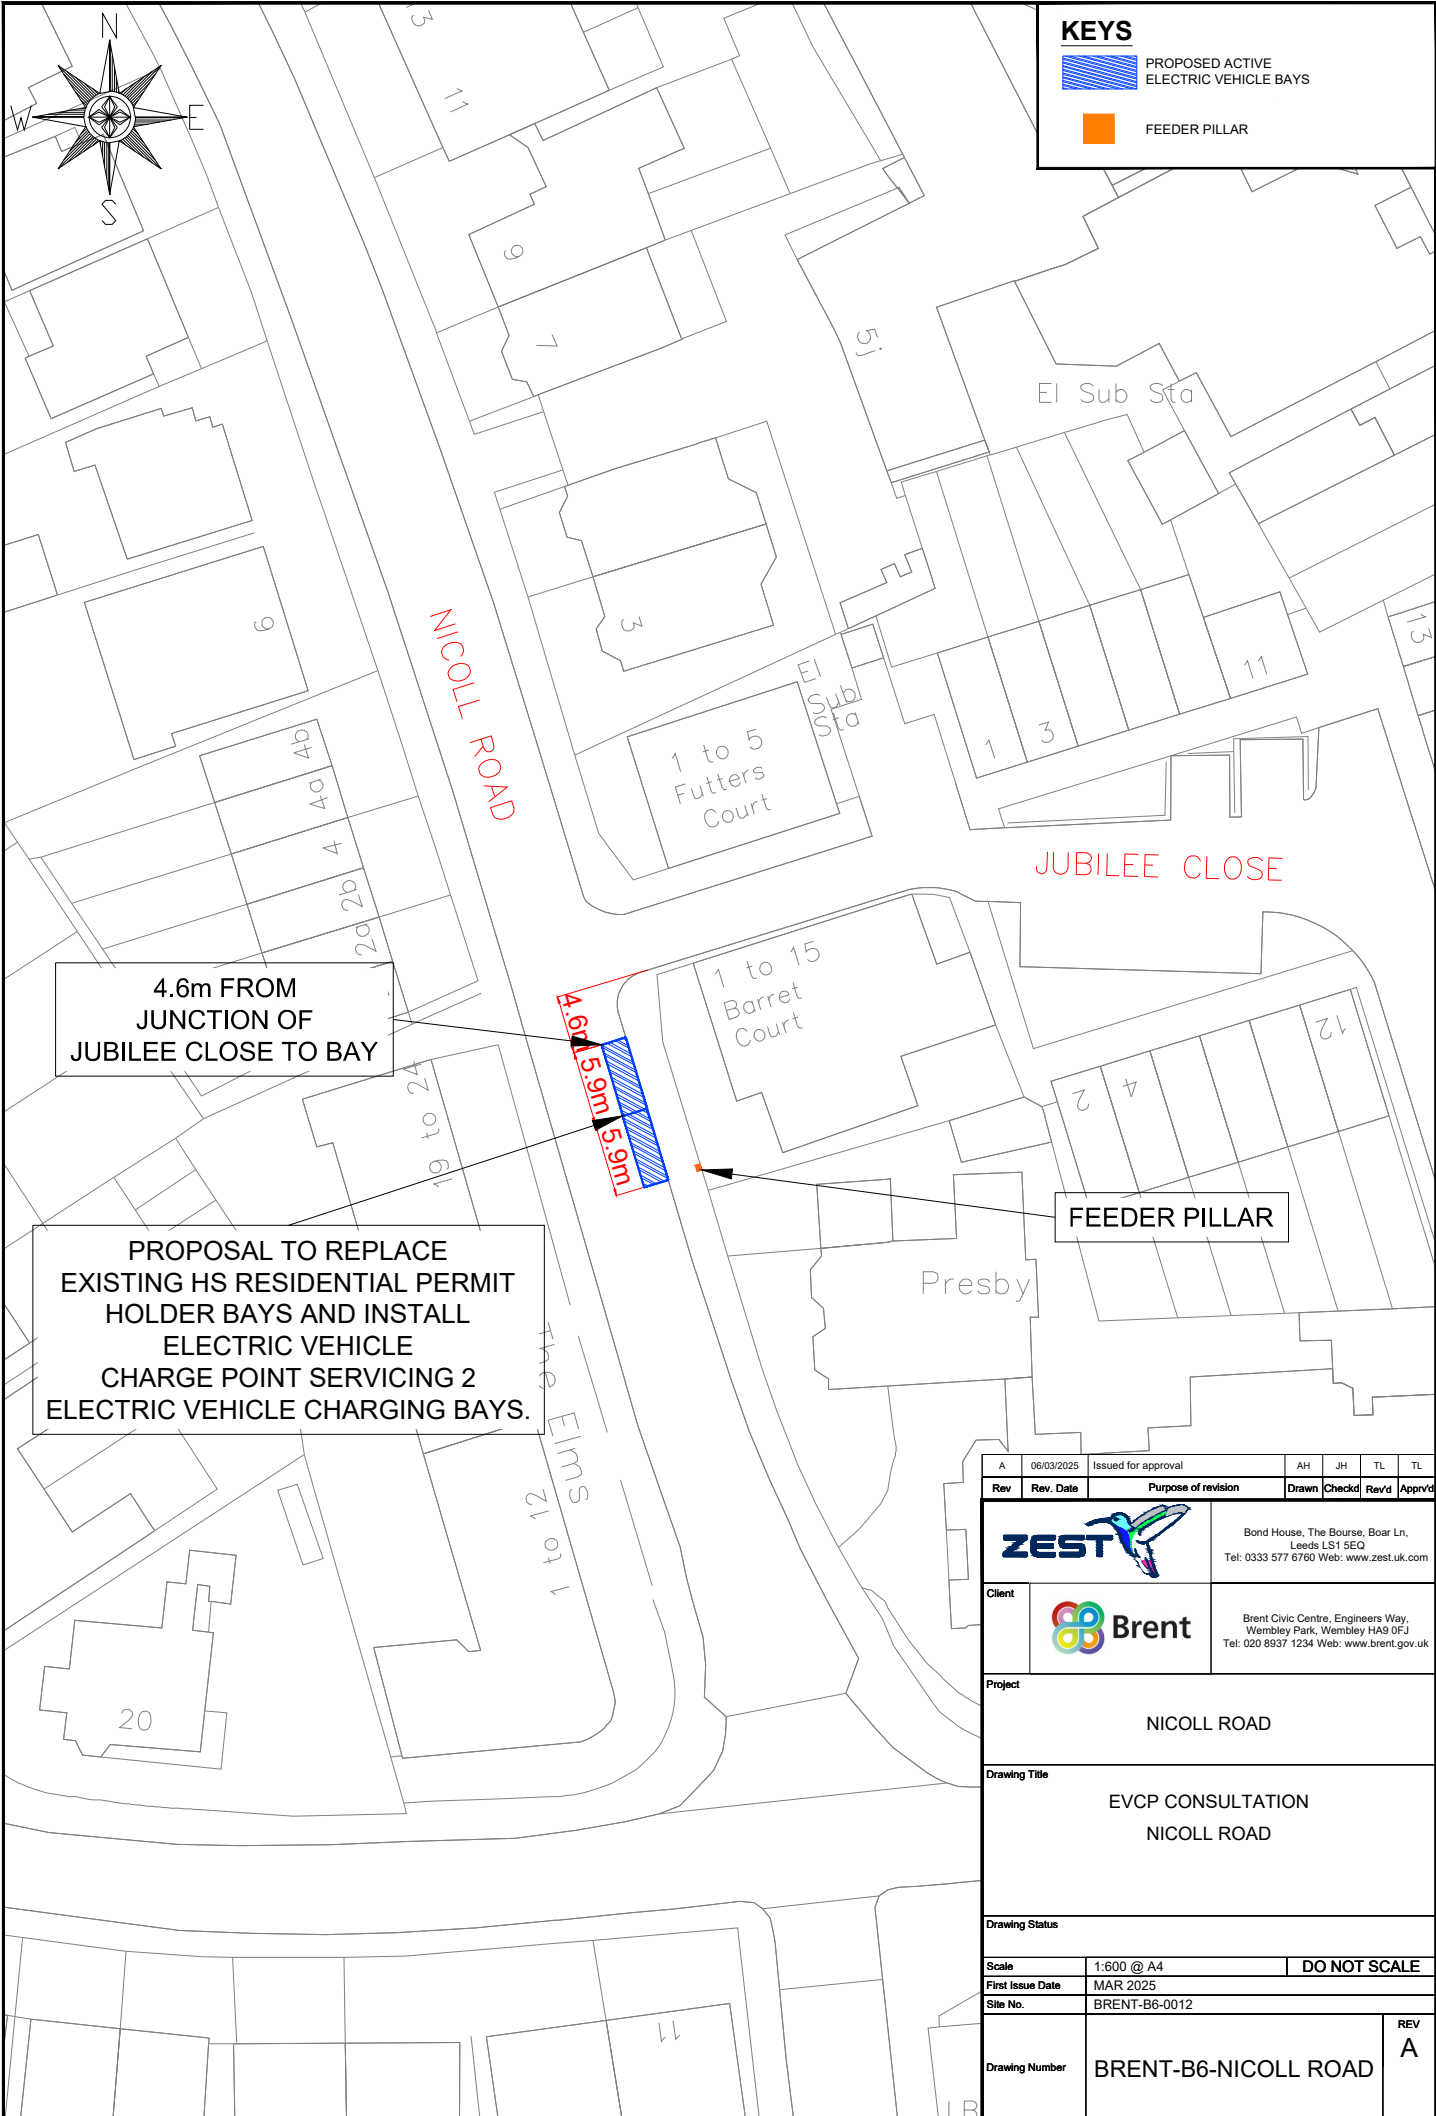 N
W
E
S
KEYS
PROPOSED ACTIVE
ELECTRIC VEHICLE BAYS
FEEDER PILLAR
13
11
9
7
5j
El Sub Sta
3
9
NICOLL ROAD
El
Sub
Sta
1 to 5
Futters
Court
1
3
11
13
4b
4a
4
2b
2a
JUBILEE CLOSE
1 to 15
Barret
Court
4.6m FROM
JUNCTION OF
JUBILEE CLOSE TO BAY
4.6m
5.9m
5.9m
2
4
12
19 to 24
FEEDER PILLAR
PROPOSAL TO REPLACE
EXISTING HS RESIDENTIAL PERMIT
HOLDER BAYS AND INSTALL
ELECTRIC VEHICLE
CHARGE POINT SERVICING 2
ELECTRIC VEHICLE CHARGING BAYS.
Presby
The Elms
1 to 12
20
11
A 06/03/2025 Issued for approval AH JH TL TL
Rev Rev. Date Purpose of revision Drawn Checkd Rev'd Apprv'd
ZEST
Bond House, The Bourse, Boar Ln,
Leeds LS1 5EQ
Tel: 0333 577 6760 Web: www.zest.uk.com
Client
Brent
Brent Civic Centre, Engineers Way,
Wembley Park, Wembley HA9 0FJ
Tel: 020 8937 1234 Web: www.brent.gov.uk
Project
NICOLL ROAD
Drawing Title
EVCP CONSULTATION
NICOLL ROAD
Drawing Status
Scale 1:600 @ A4 DO NOT SCALE
First Issue Date MAR 2025
Site No. BRENT-B6-0012
Drawing Number BRENT-B6-NICOLL ROAD
REV
A